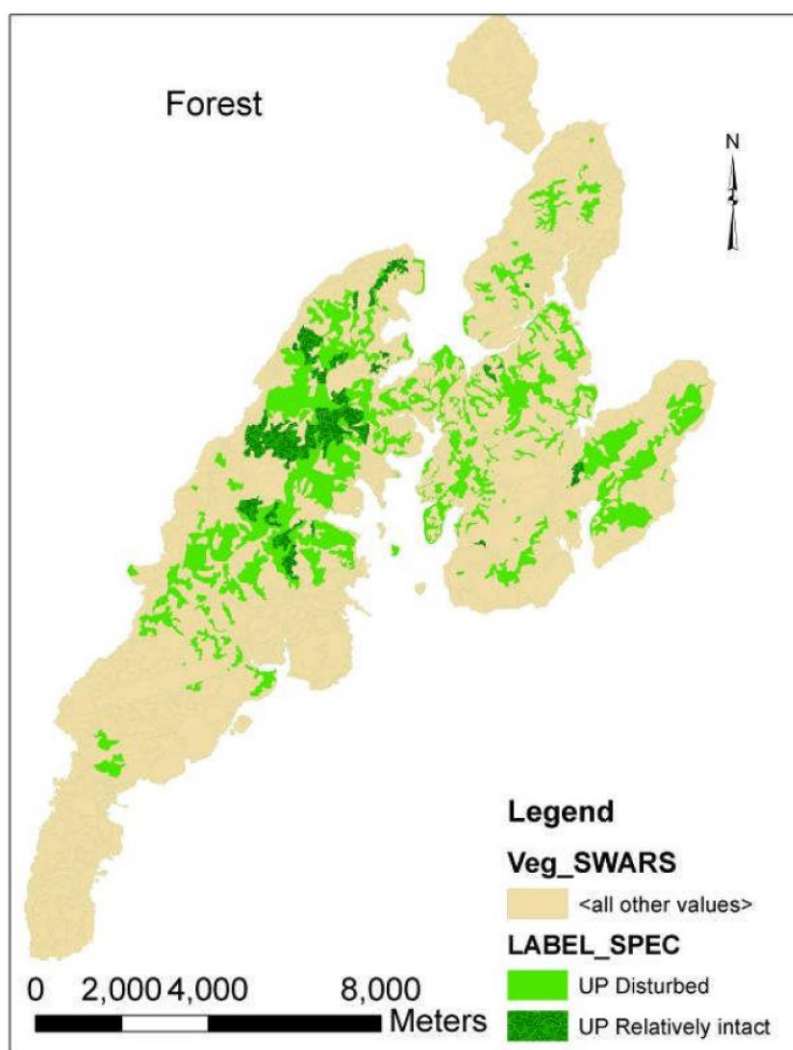 Forest
N
Legend
Veg_SWARS
<all other values>
LABEL_SPEC
UP Disturbed
UP Relatively intact
0 2,000 4,000 8,000
Meters